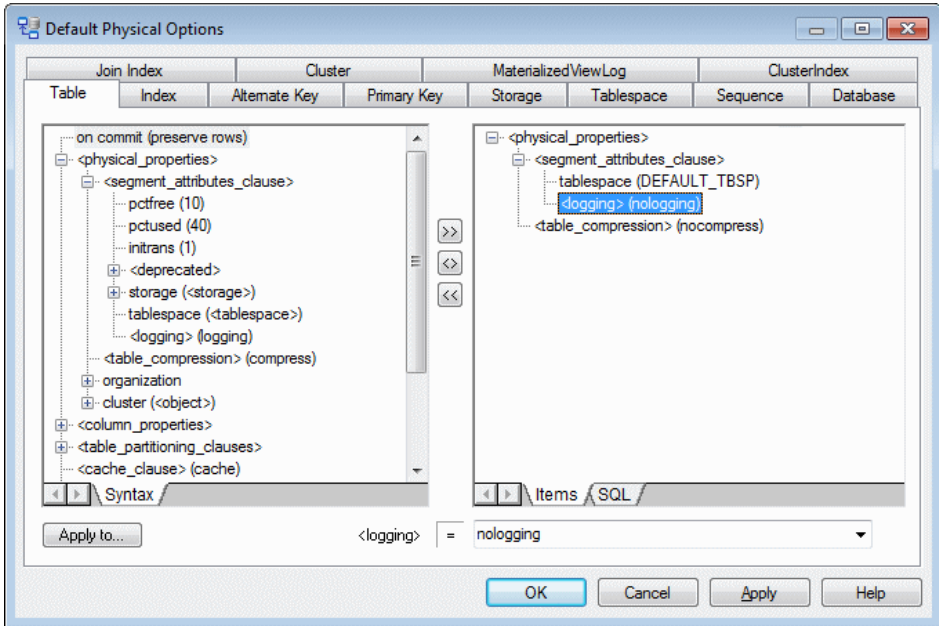 Default Physical Options
Join Index Cluster MaterializedViewLog ClusterIndex
Table Index Alternate Key Primary Key Storage Tablespace Sequence Database
on commit (preserve rows)
<physical_properties>
<segment_attributes_clause>
pctfree (10)
pctused (40)
initrans (1)
<deprecated>
storage (<storage>)
tablespace (<tablespace>)
<logging> (logging)
<table_compression> (compress)
organization
cluster (<object>)
<column_properties>
<table_partitioning_clauses>
<cache_clause> (cache)
Syntax
>>
<>
<<
<physical_properties>
<segment_attributes_clause>
tablespace (DEFAULT_TBSP)
<logging> (nologging)
<table_compression> (nocompress)
Items SQL
Apply to... <logging> = nologging
OK Cancel Apply Help